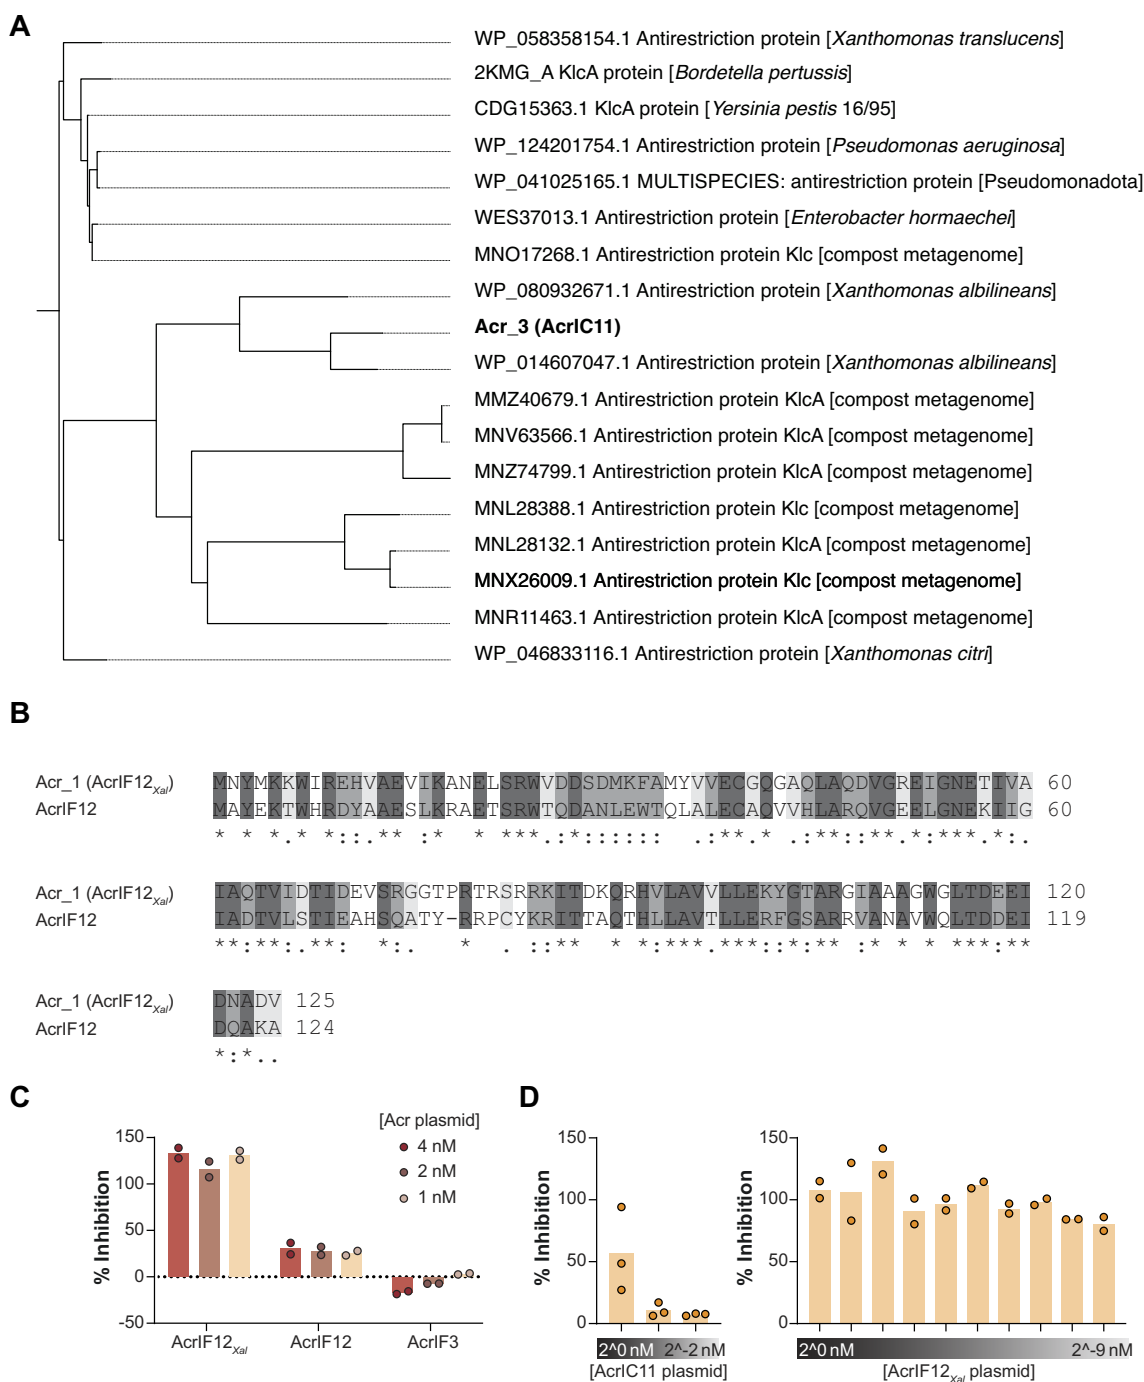 A
WP_058358154.1 Antirestriction protein [Xanthomonas translucens]
2KMG_A KlcA protein [Bordetella pertussis]
CDG15363.1 KlcA protein [Yersinia pestis 16/95]
WP_124201754.1 Antirestriction protein [Pseudomonas aeruginosa]
WP_041025165.1 MULTISPECIES: antirestriction protein [Pseudomonadota]
WES37013.1 Antirestriction protein [Enterobacter hormaechei]
MNO17268.1 Antirestriction protein Klc [compost metagenome]
WP_080932671.1 Antirestriction protein [Xanthomonas albilineans]
Acr_3 (AcrIC11)
WP_014607047.1 Antirestriction protein [Xanthomonas albilineans]
MMZ40679.1 Antirestriction protein KlcA [compost metagenome]
MNV63566.1 Antirestriction protein KlcA [compost metagenome]
MNZ74799.1 Antirestriction protein KlcA [compost metagenome]
MNL28388.1 Antirestriction protein Klc [compost metagenome]
MNL28132.1 Antirestriction protein KlcA [compost metagenome]
MNX26009.1 Antirestriction protein Klc [compost metagenome]
MNR11463.1 Antirestriction protein KlcA [compost metagenome]
WP_046833116.1 Antirestriction protein [Xanthomonas citri]
B
Acr_1 (AcrIF12Xal) MNYMKKWIREHVAEVIKANELSRWVDDSDMKFAMYVVECGQGAQLAQDVGREIGNETIVA 60
AcrIF12 MAYEKTWHRDYAAESLKRAETSRWTQDANLEWTQLALECAQVVHLARQVGEELGNEKIIG 60
* * * * *::.** :* * ***.:*:::::: .:**.* .:**.:**.*:***.*:.
Acr_1 (AcrIF12Xal) IAQTVIDTIDEVSRGGTPRTRSRRKITDKQRHVLAVVLLEKYGTARGIAAAGWGLTDEEI 120
AcrIF12 IADTVLSTIEAHSQATY-RRPCYKRITTAQTHLLAVTLLERFGSARRVANAVWQLTDDEI 119
**:**:.**: *:. * . ::** * *:***.***::*:** :* * * ***:**
Acr_1 (AcrIF12Xal) DNADV 125
AcrIF12 DQAKA 124
*:*..
C
[Acr plasmid]
4 nM
2 nM
1 nM
% Inhibition
150
100
50
0
-50
AcrIF12Xal
AcrIF12
AcrIF3
D
% Inhibition
150
100
50
0
2^0 nM 2^-2 nM
[AcrIC11 plasmid]
% Inhibition
150
100
50
0
2^0 nM 2^-9 nM
[AcrIF12Xal plasmid]